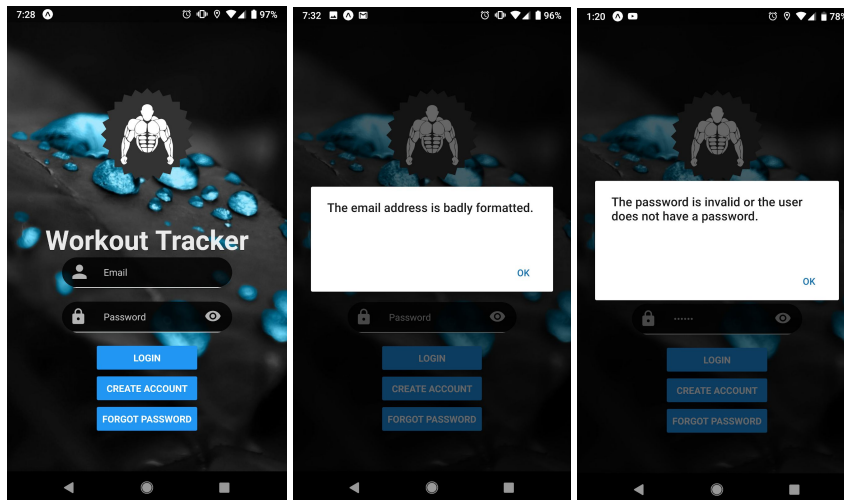 7:28
97%
Workout Tracker
Email
Password
LOGIN
CREATE ACCOUNT
FORGOT PASSWORD
7:32
96%
The email address is badly formatted.
OK
Password
LOGIN
CREATE ACCOUNT
FORGOT PASSWORD
1:20
78%
The password is invalid or the user
does not have a password.
OK
······
LOGIN
CREATE ACCOUNT
FORGOT PASSWORD